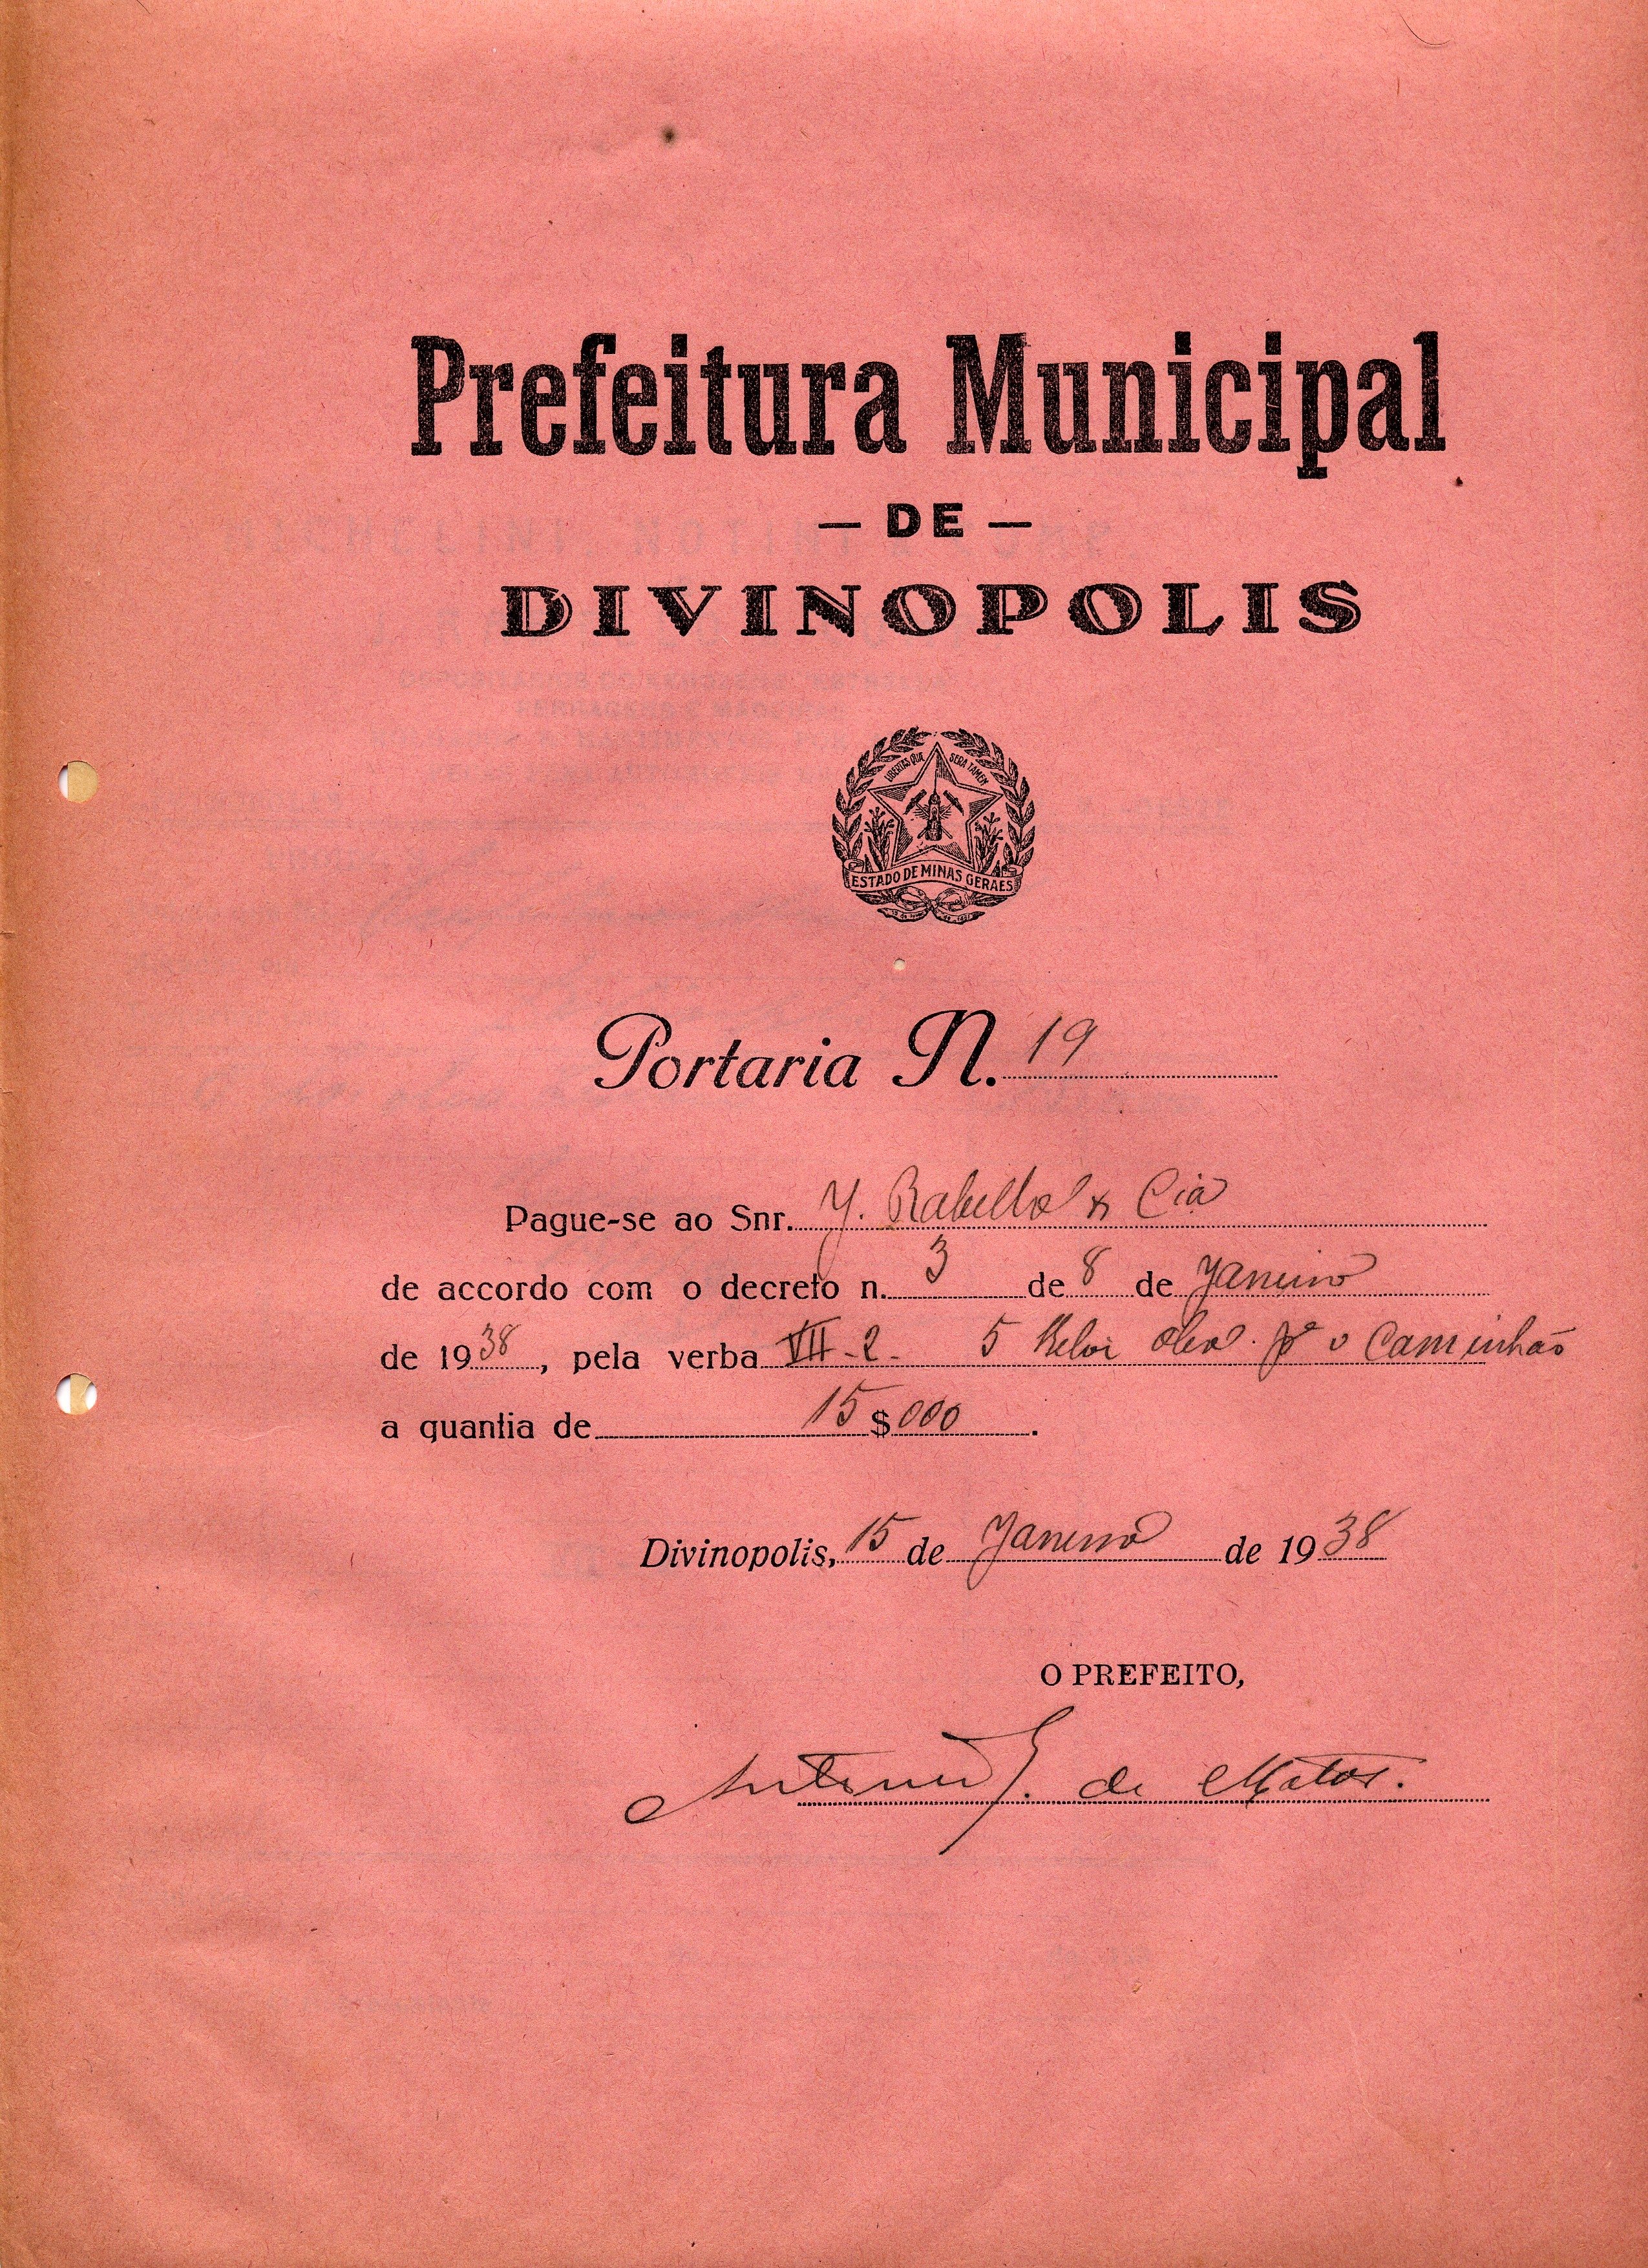 Prefeitura Municipal
— DE —
DIVINOPOLIS
LIBERTAS QUE SERA TAMEN
ESTADO DE MINAS GERAES
Portaria N. 19
Pague-se ao Snr. J. Rabello & Cia
de accordo com o decreto n. 3 de 8 de Janeiro
de 1938, pela verba VII-2- 5 oleo pª o Caminhão
a quantia de 15$000.
Divinopolis, 15 de Janeiro de 1938
O PREFEITO,
Antonio G. de Matos.